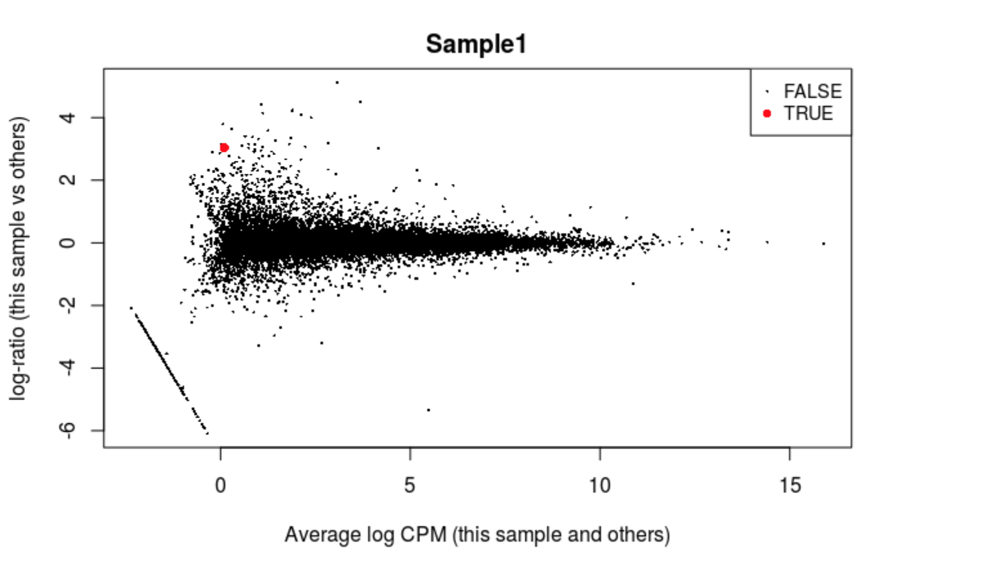 Sample1
FALSE
TRUE
log-ratio (this sample vs others)
4
2
0
-2
-4
-6
0 5 10 15
Average log CPM (this sample and others)